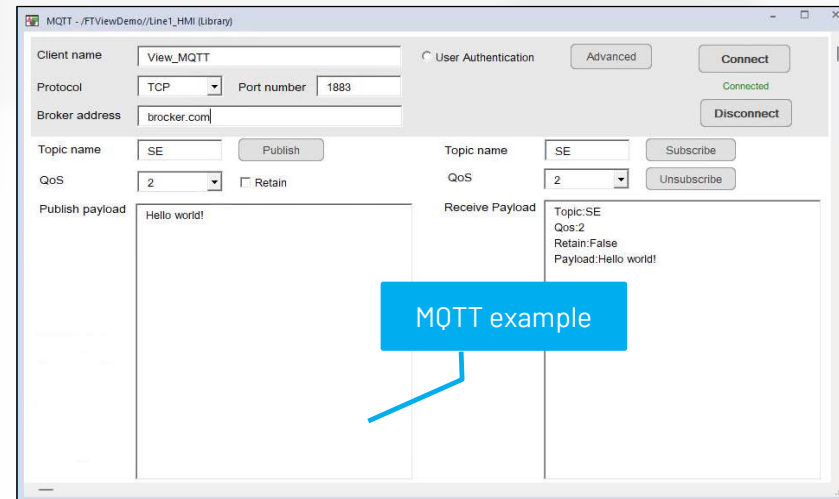 MQTT - /FTViewDemo//Line1_HMI (Library)
Client name View_MQTT User Authentication Advanced Connect
Protocol TCP Port number 1883 Connected
Broker address brocker.com Disconnect
Topic name SE Publish Topic name SE Subscribe
QoS 2 Retain QoS 2 Unsubscribe
Publish payload Hello world! Receive Payload Topic:SE
Qos:2
Retain:False
Payload:Hello world!
MQTT example